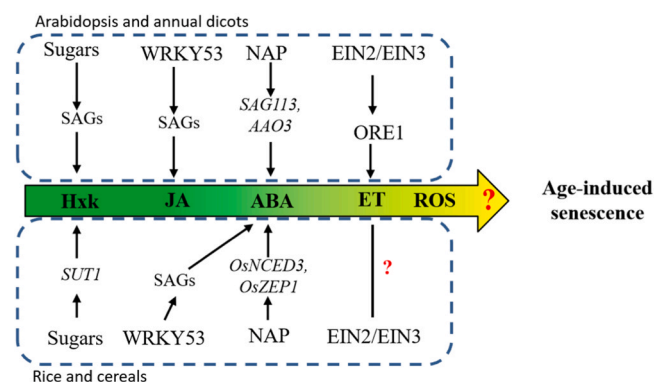 Arabidopsis and annual dicots
Sugars WRKY53 NAP EIN2/EIN3
SAGs SAGs SAG113, AAO3 ORE1
Hxk JA ABA ET ROS ?
Age-induced
senescence
SUT1 SAGs OsNCED3, OsZEP1 ?
Sugars WRKY53 NAP EIN2/EIN3
Rice and cereals